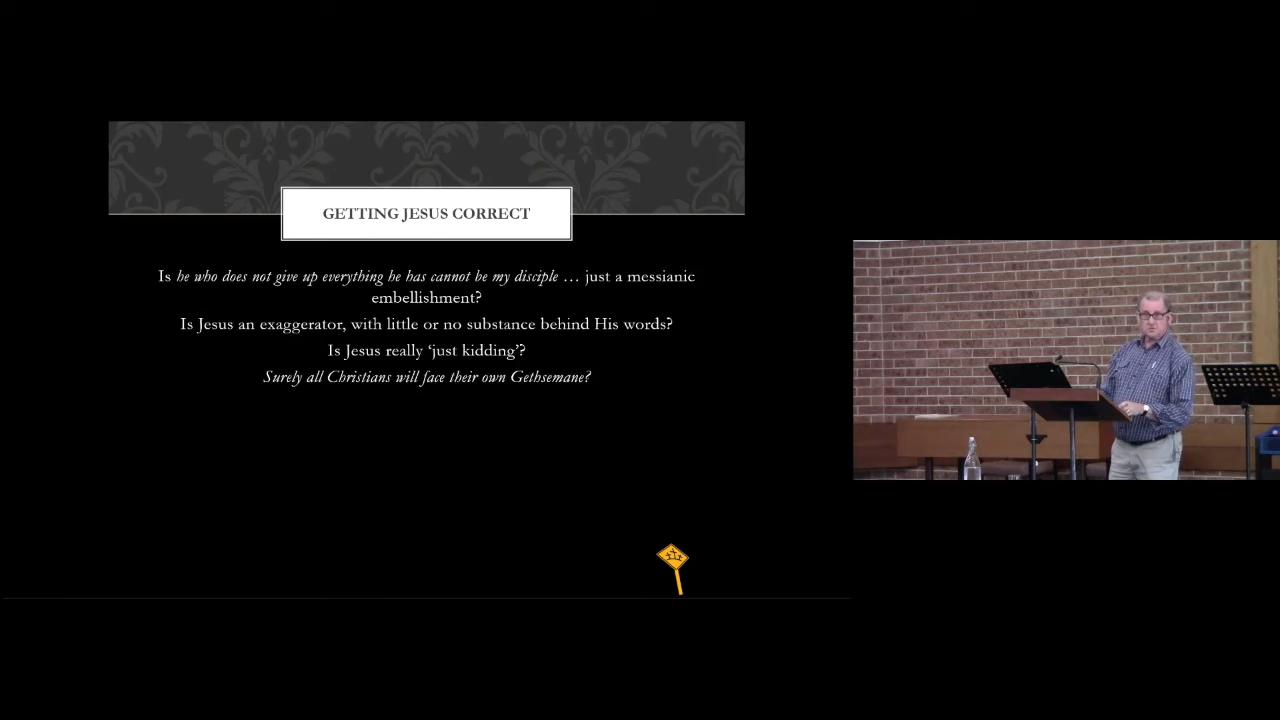 GETTING JESUS CORRECT
Is he who does not give up everything he has cannot be my disciple … just a messianic
embellishment?
Is Jesus an exaggerator, with little or no substance behind His words?
Is Jesus really ‘just kidding’?
Surely all Christians will face their own Gethsemane?